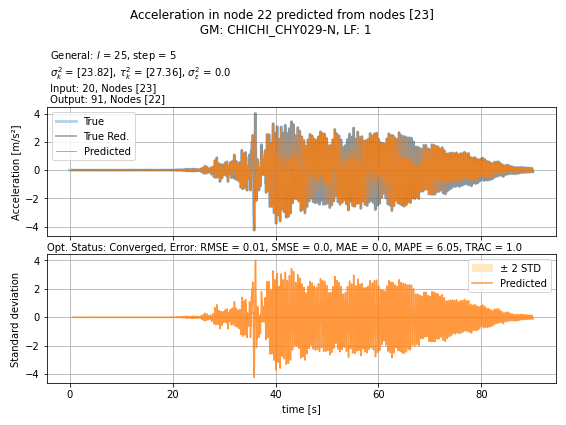 Acceleration in node 22 predicted from nodes [23]
GM: CHICHI_CHY029-N, LF: 1
General: l = 25, step = 5
σ²ₖ = [23.82], τ²ₖ = [27.36], σ²ε = 0.0
Input: 20, Nodes [23]
Output: 91, Nodes [22]
Acceleration [m/s²]
4
2
0
−2
−4
True
True Red.
Predicted
Opt. Status: Converged, Error: RMSE = 0.01, SMSE = 0.0, MAE = 0.0, MAPE = 6.05, TRAC = 1.0
Standard deviation
4
2
0
−2
−4
± 2 STD
Predicted
0 20 40 60 80
time [s]